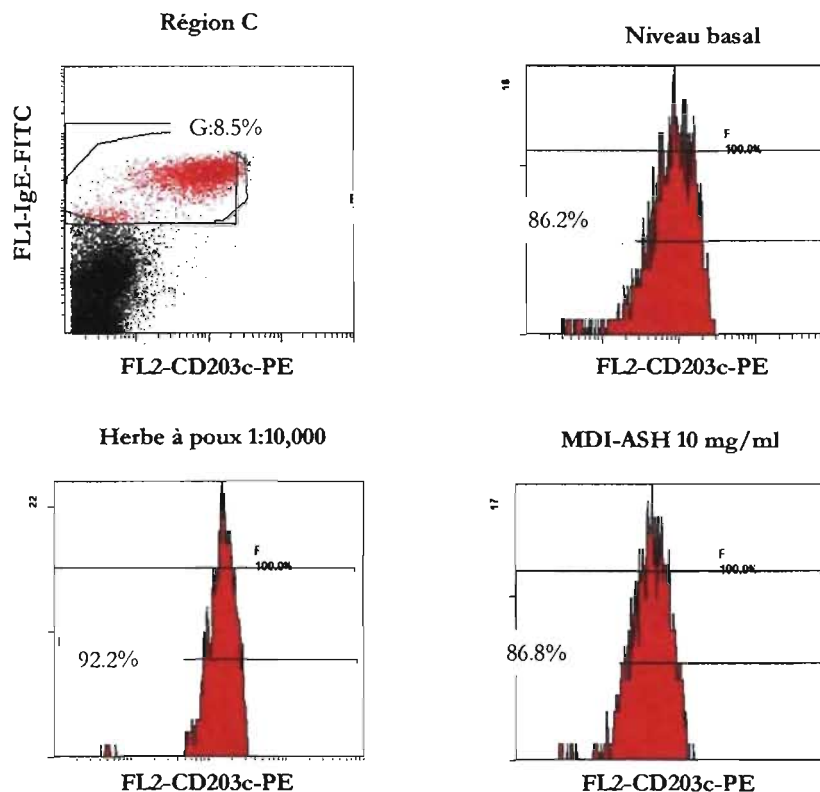 Région C
G:8.5%
FL1-IgE-FITC
FL2-CD203c-PE
Niveau basal
18
F
100.0%
86.2%
FL2-CD203c-PE
Herbe à poux 1:10,000
22
F
100.0%
92.2%
FL2-CD203c-PE
MDI-ASH 10 mg/ml
17
F
100.0%
86.8%
FL2-CD203c-PE